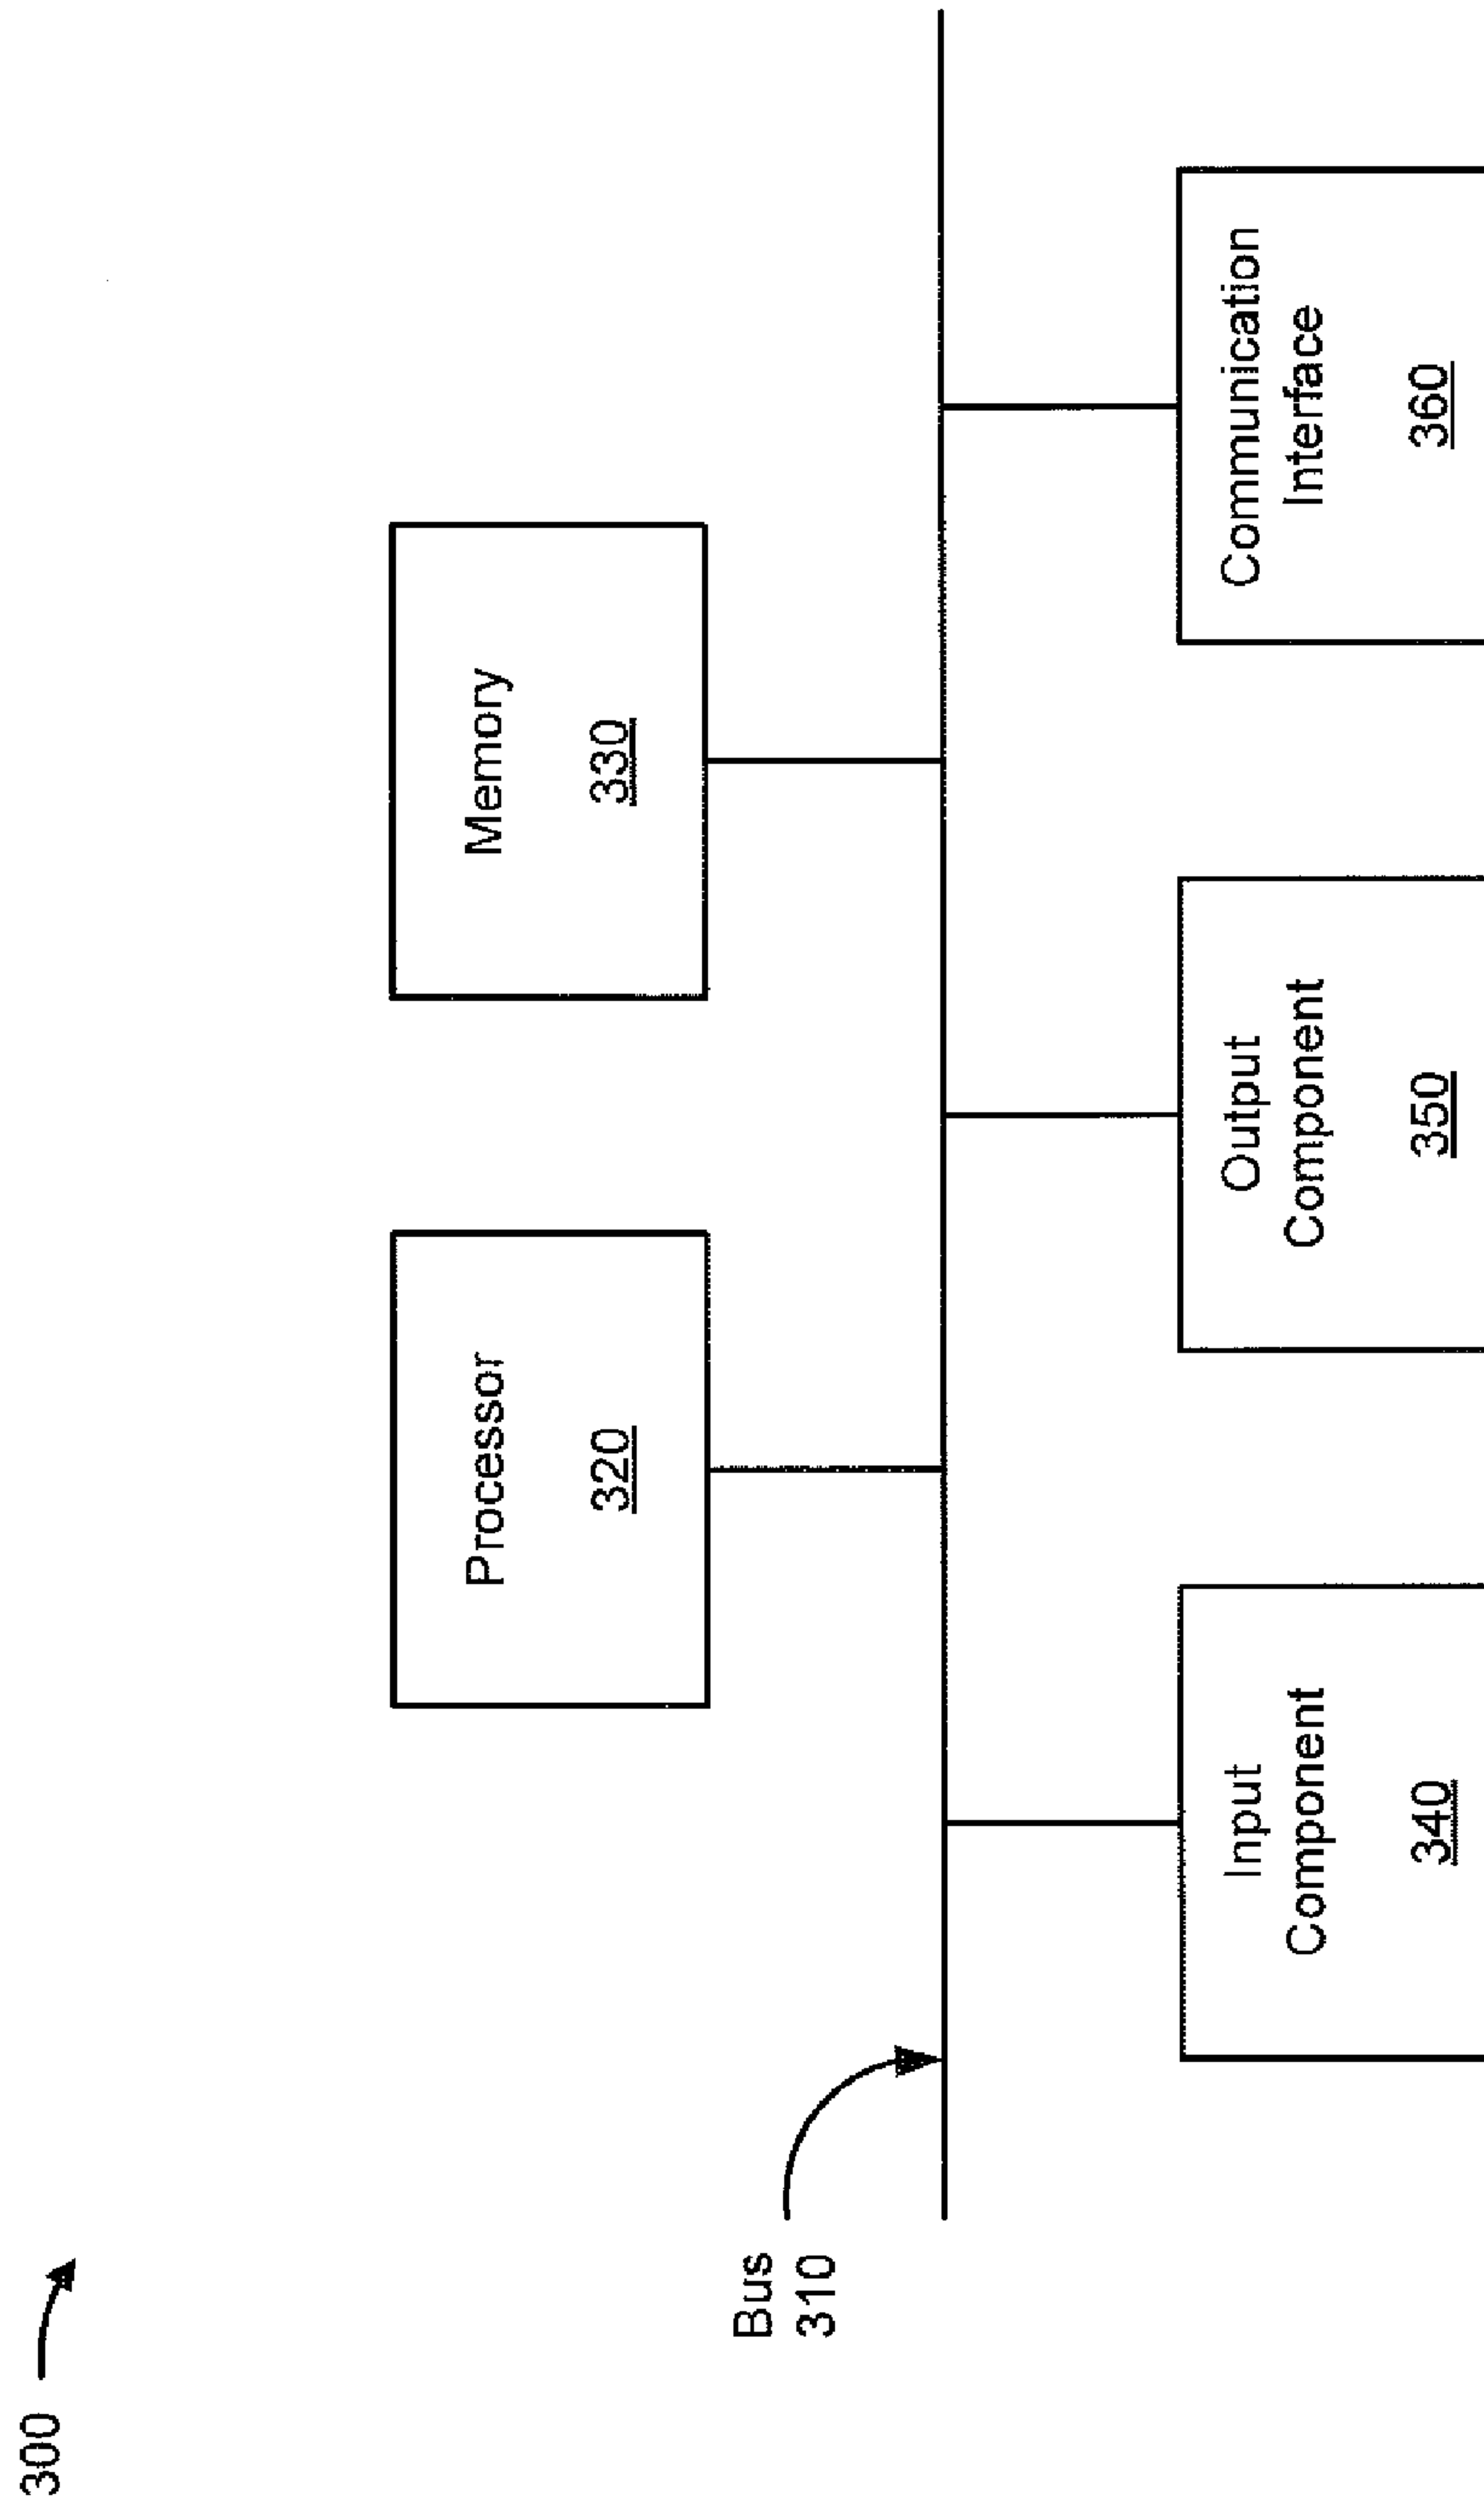 300
Processor
320
Memory
330
Bus
310
Input
Component
340
Output
Component
350
Communication
Interface
360